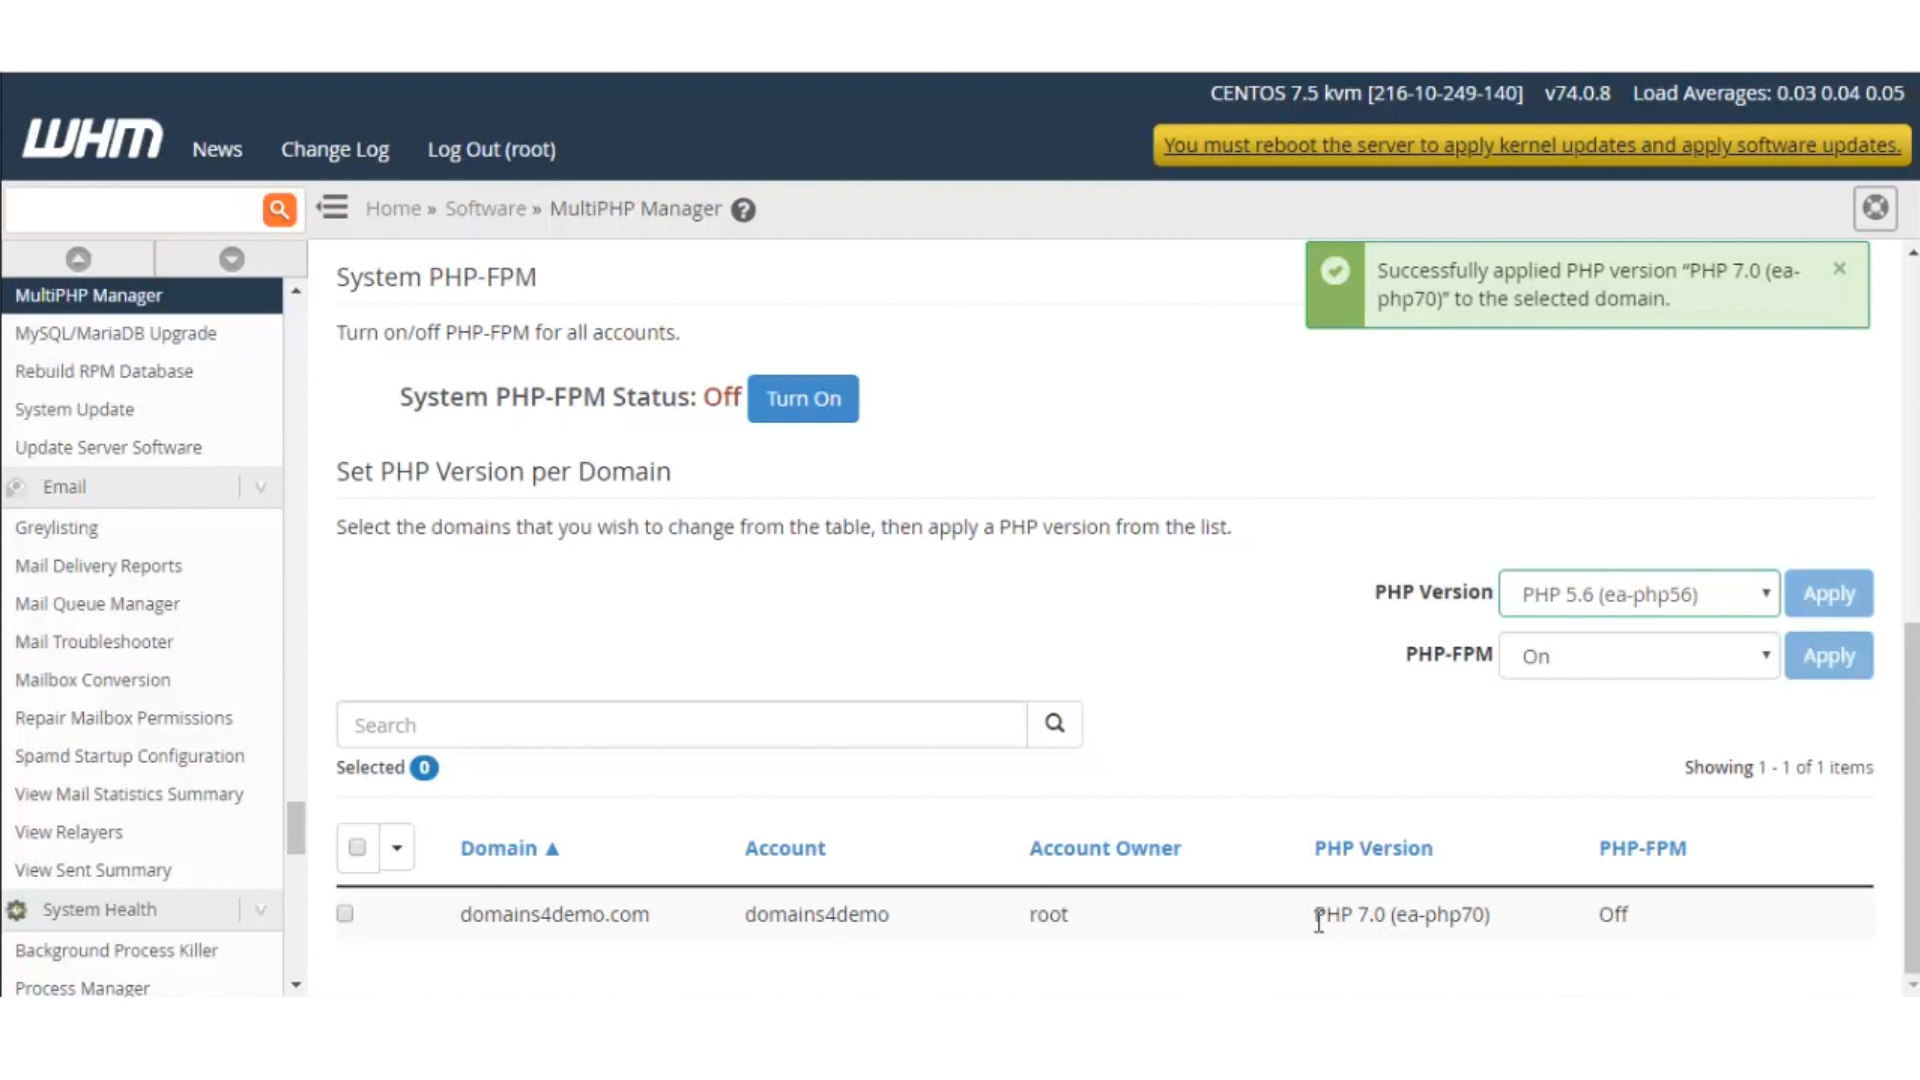 CENTOS 7.5 kvm [216-10-249-140] v74.0.8 Load Averages: 0.03 0.04 0.05
WHM News Change Log Log Out (root)
You must reboot the server to apply kernel updates and apply software updates.
Home » Software » MultiPHP Manager ?
MultiPHP Manager
MySQL/MariaDB Upgrade
Rebuild RPM Database
System Update
Update Server Software
Email
Greylisting
Mail Delivery Reports
Mail Queue Manager
Mail Troubleshooter
Mailbox Conversion
Repair Mailbox Permissions
Spamd Startup Configuration
View Mail Statistics Summary
View Relayers
View Sent Summary
System Health
Background Process Killer
Process Manager
Successfully applied PHP version “PHP 7.0 (ea-
php70)” to the selected domain. ×
System PHP-FPM
Turn on/off PHP-FPM for all accounts.
System PHP-FPM Status: Off Turn On
Set PHP Version per Domain
Select the domains that you wish to change from the table, then apply a PHP version from the list.
PHP Version PHP 5.6 (ea-php56) Apply
PHP-FPM On Apply
Search
Selected 0 Showing 1 - 1 of 1 items
Domain ▲ Account Account Owner PHP Version PHP-FPM
domains4demo.com domains4demo root PHP 7.0 (ea-php70) Off